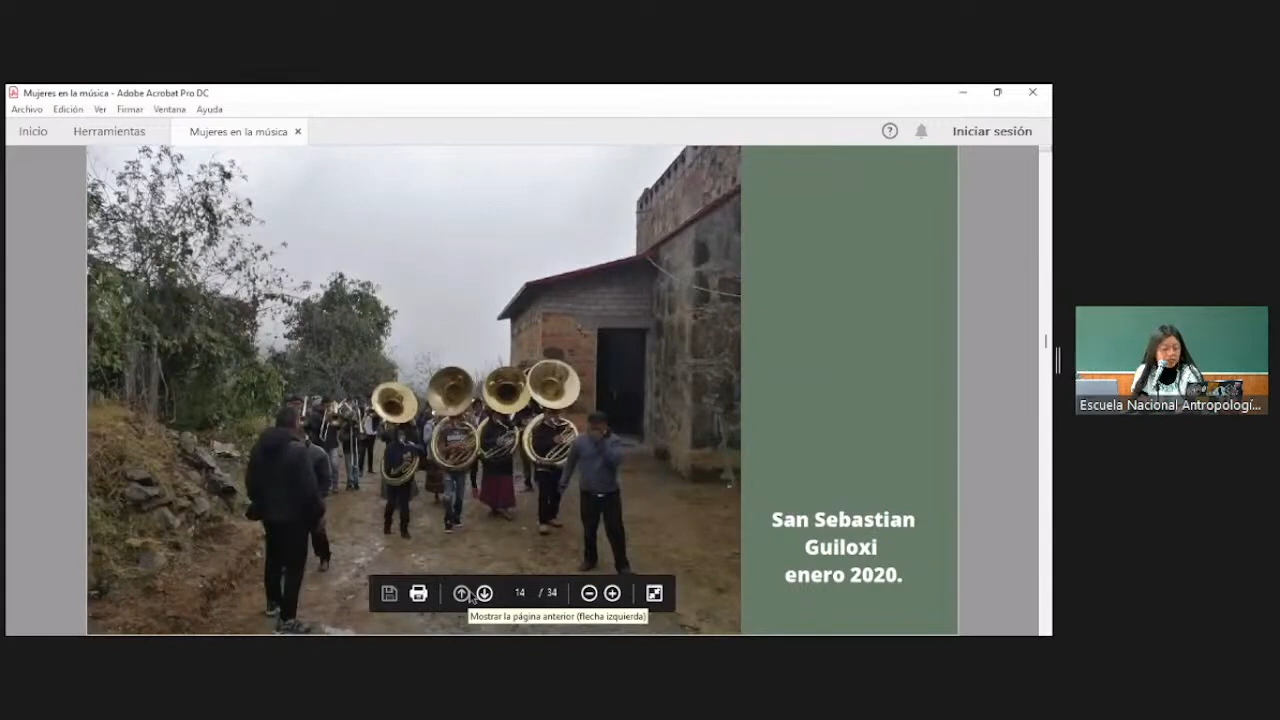 Mujeres en la música - Adobe Acrobat Pro DC
Archivo Edición Ver Firmar Ventana Ayuda
Inicio Herramientas Mujeres en la música × Iniciar sesión
San Sebastian
Guiloxi
enero 2020.
14 / 34
Mostrar la página anterior (flecha izquierda)
Escuela Nacional Antropologí...